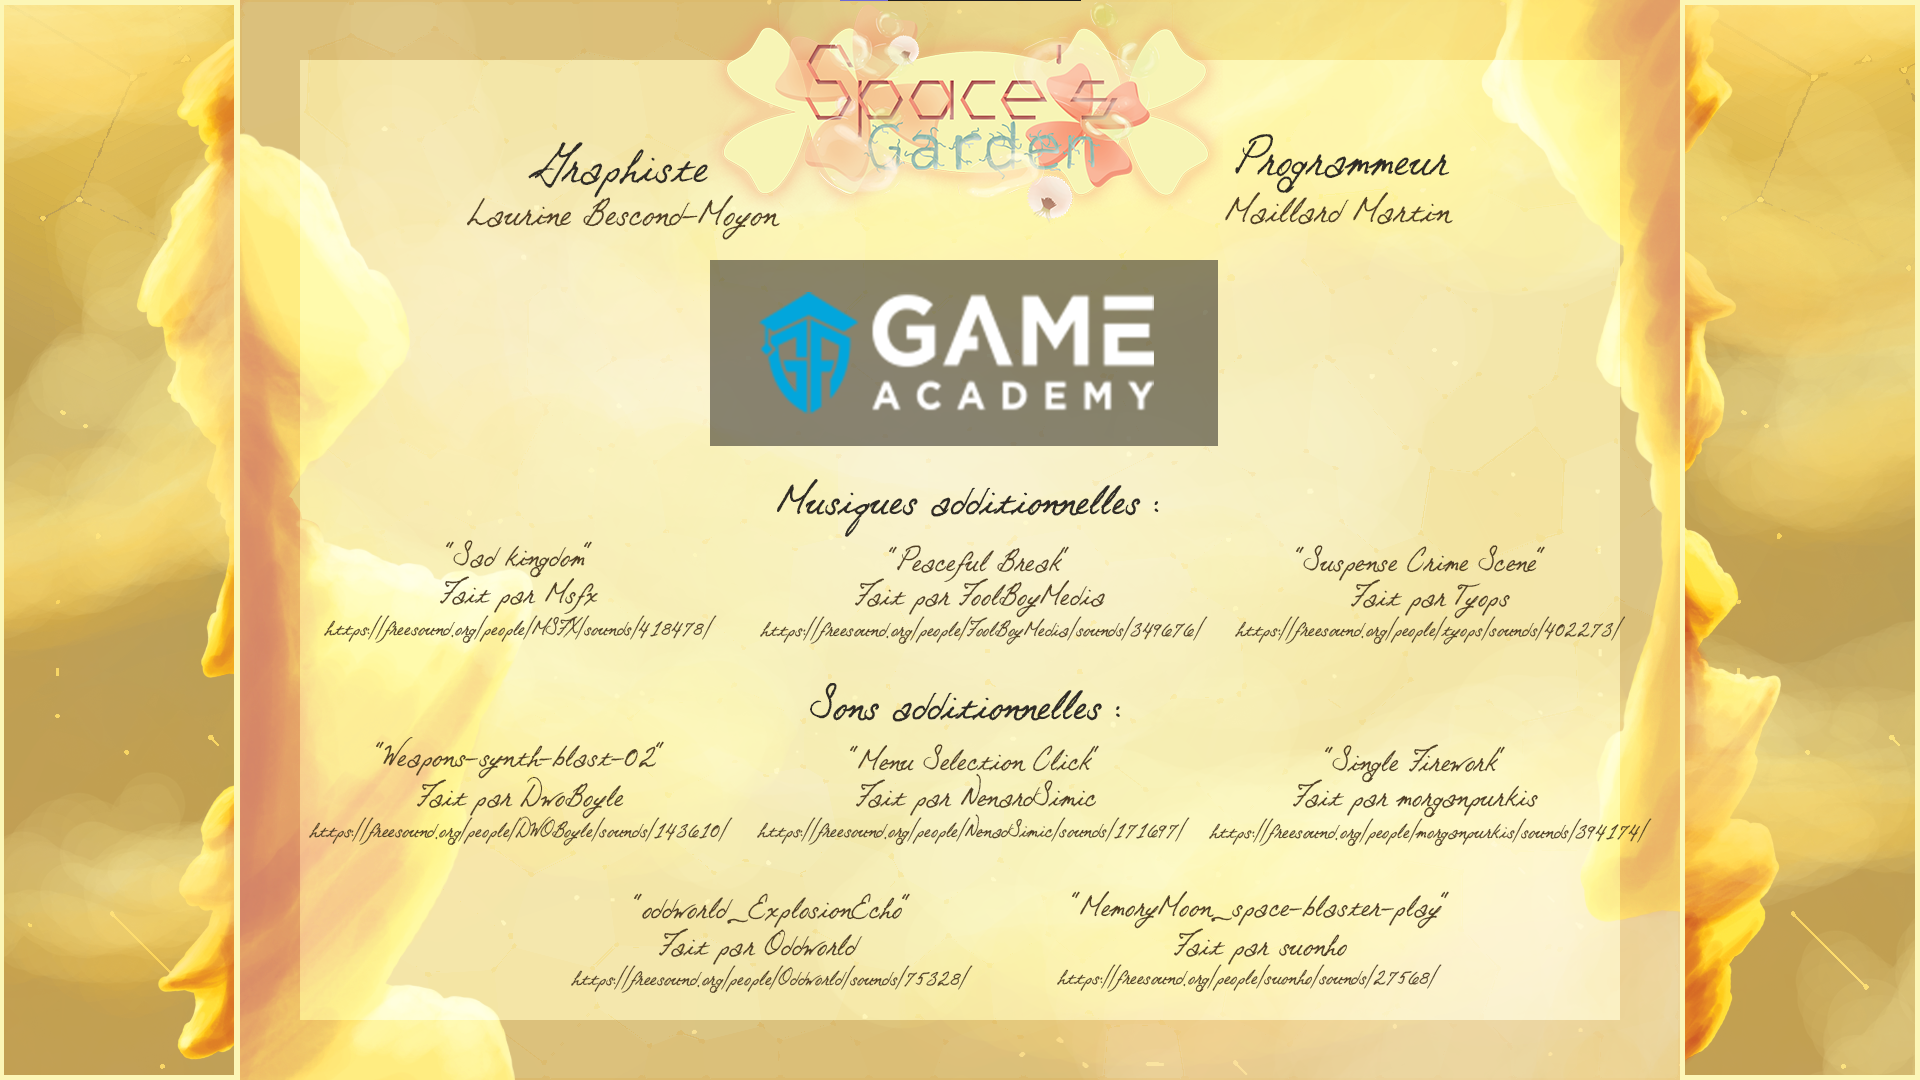 Space's
Garden
Graphiste
Laurine Bescond-Moyon
Programmeur
Maillard Martin
GA
GAME
ACADEMY
Musiques additionnelles :
"Sad kingdom"
Fait par Msfx
https://freesound.org/people/MSFX/sounds/418478/
"Peaceful Break"
Fait par FoolBoyMedia
https://freesound.org/people/FoolBoyMedia/sounds/349676/
"Suspense Crime Scene"
Fait par Tyops
https://freesound.org/people/tyops/sounds/402273/
Sons additionnelles :
"Weapons-synth-blast-02"
Fait par DwoBoyle
https://freesound.org/people/DWOBoyle/sounds/143610/
"Menu Selection Click"
Fait par NenardSimic
https://freesound.org/people/NenadSimic/sounds/171697/
"Single Firework"
Fait par morganpurkis
https://freesound.org/people/morganpurkis/sounds/394174/
"oddworld_ExplosionEcho"
Fait par Oddworld
https://freesound.org/people/Oddworld/sounds/75328/
"MemoryMoon_space-blaster-play"
Fait par suonho
https://freesound.org/people/suonho/sounds/27568/